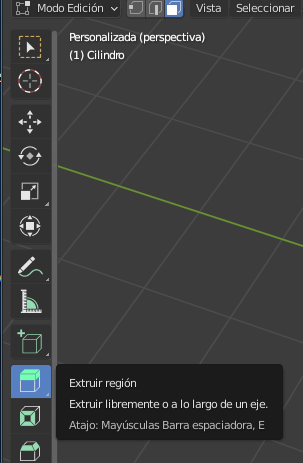 Modo Edición
Vista
Seleccionar
Personalizada (perspectiva)
(1) Cilindro
Extruir región
Extruir libremente o a lo largo de un eje.
Atajo: Mayúsculas Barra espaciadora, E